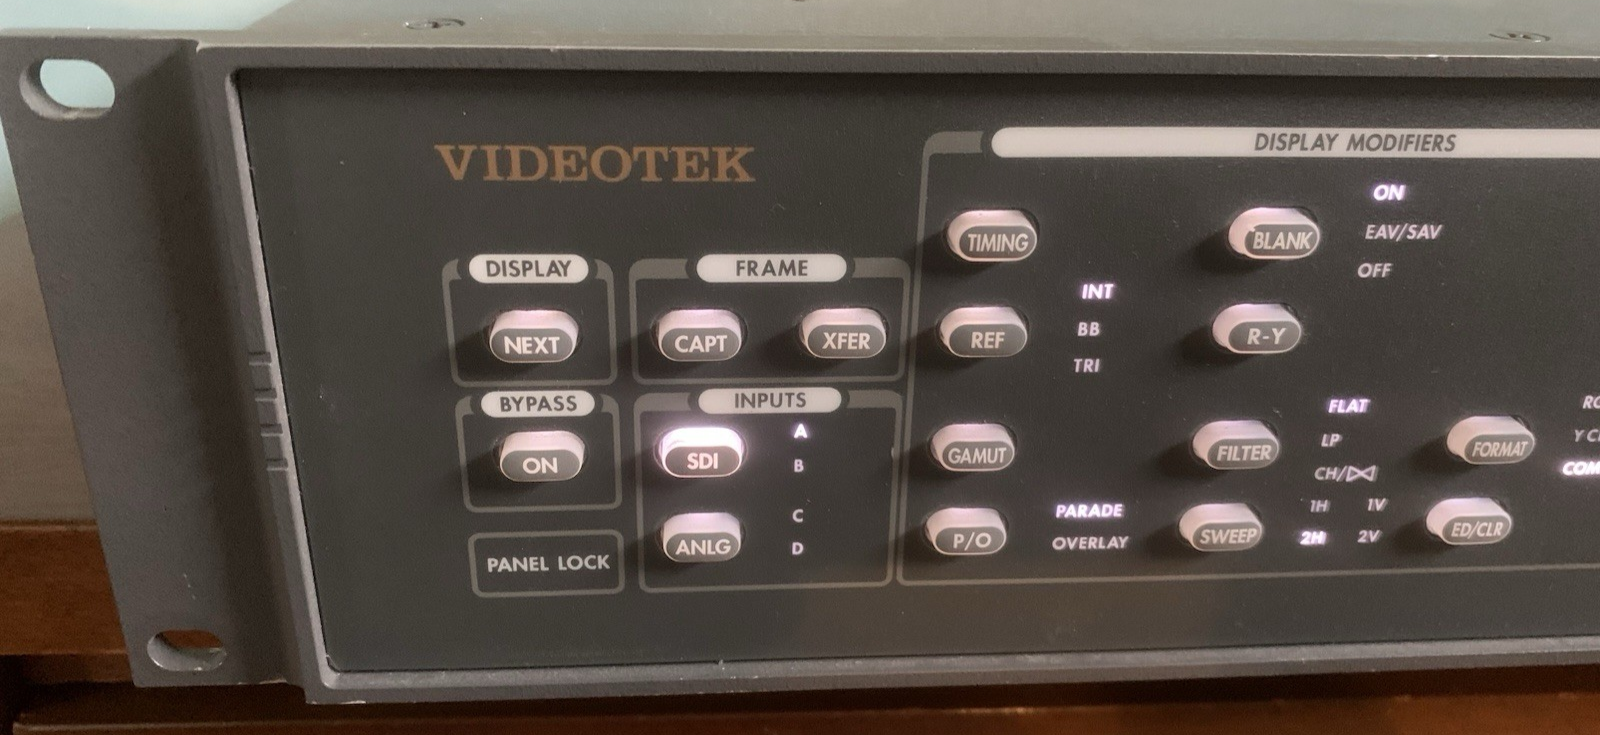 VIDEOTEK
DISPLAY MODIFIERS
DISPLAY
NEXT
FRAME
CAPT XFER
BYPASS
ON
INPUTS
SDI A
B
ANLG C
D
PANEL LOCK
TIMING
BLANK ON
EAV/SAV
OFF
REF INT
BB
TRI
R-Y
GAMUT
FILTER FLAT
LP
CH/
FORMAT
P/O PARADE
OVERLAY
SWEEP 1H 1V
2H 2V
ED/CLR